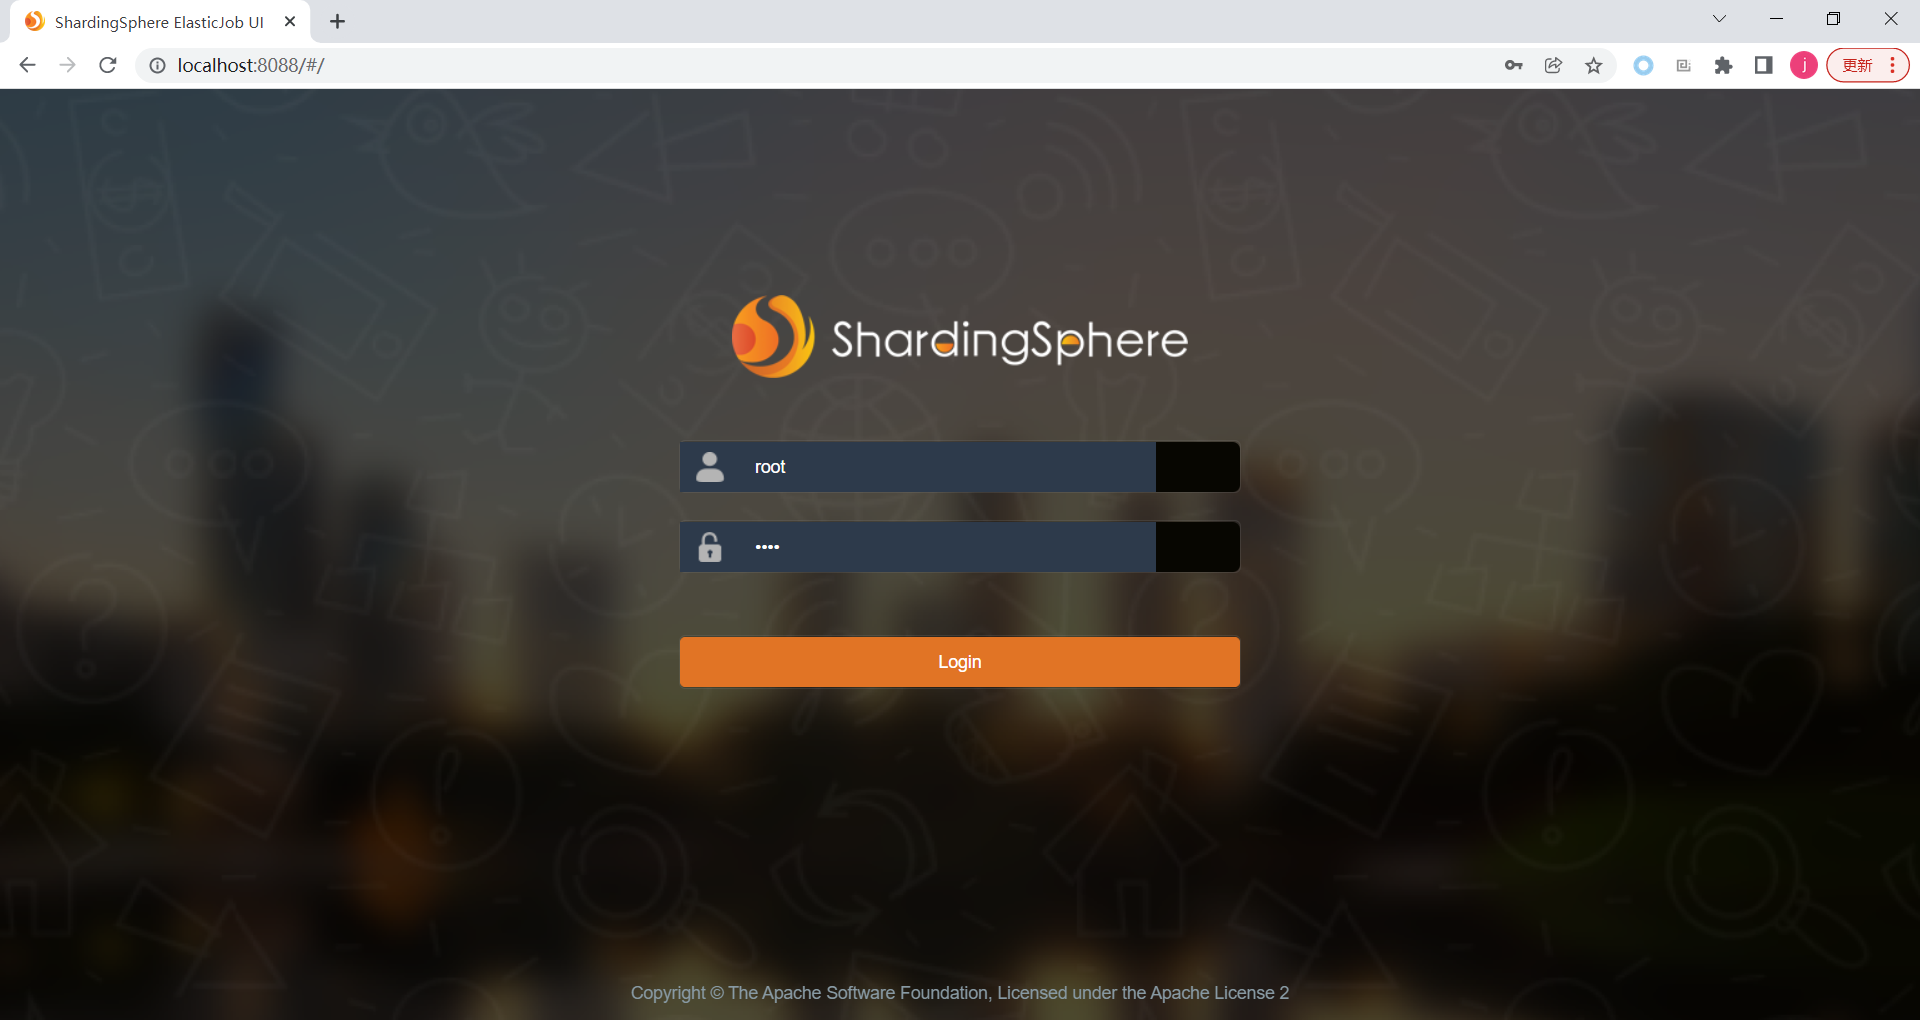 ShardingSphere ElasticJob UI
localhost:8088/#/
j
更新
ShardingSphere
root
••••
Login
Copyright © The Apache Software Foundation, Licensed under the Apache License 2